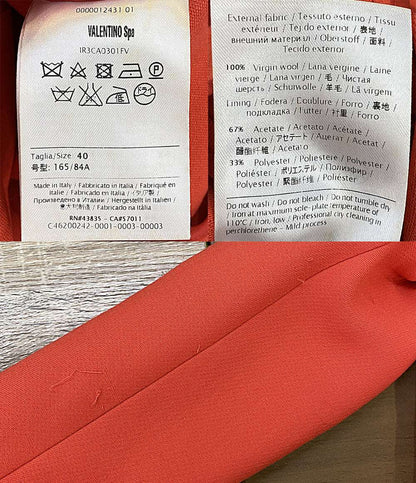 0000012431 01
VALENTINO Spa
IR3CA0301FV
ドライ
Taglia/Size 40
号型: 165/84A
Made in Italy / Fabbricato in Italia / Fabriqué en
Italie / Hecho en Italia / イタリア製 /
Произведено в Италии / Hergestellt in Italien /
意大利制造 / Fabricado na Itália
RN#43835 - CA#57011
C46200242-0001-0003-00003
External fabric / Tessuto esterno / Tissu
extérieur / Tej exterior / 表地 /
внешний материал / Oberstoff / 面料 /
Tecido exterior
100% Virgin wool / Lana vergine / Laine
vierge / Lana virgen / 毛 / Чистая
шерсть / Schurwolle / 羊毛 / Lã virgem
Lining / Fodera / Doublure / Forro / 裏地 /
подкладка / Futter / 里料 / Forro
67% Acetate / Acetato / Acétate /
Acetato / アセテート / Ацетат / Acetat /
醋酯纤维 / Acetato
33% Polyester / Poliestere / Polyester /
Poliéster / ポリエステル / Полиэфир /
Polyester / 聚酯纤维 / Poliéster
Do not wash / Do not bleach / Do not tumble dry
/ Iron at maximum sole-plate temperature of
110°C / Iron, low / Professional dry cleaning in
perchlorethene - Mild process